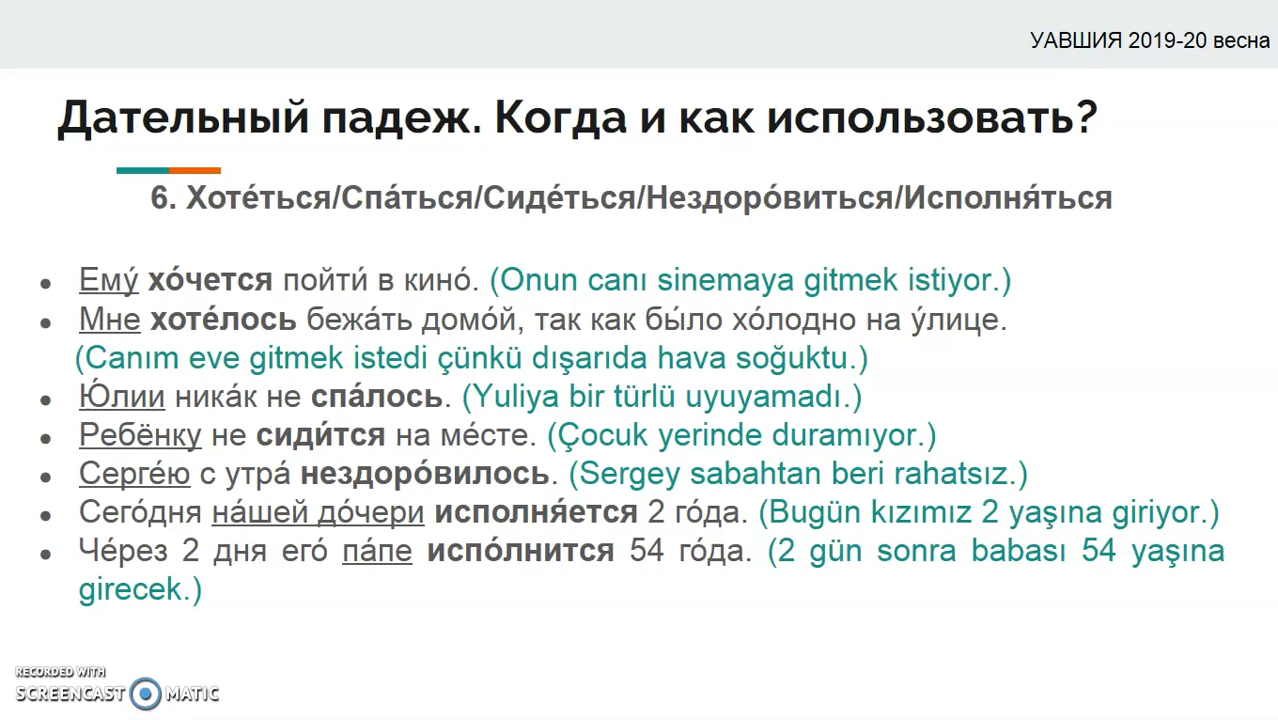 УАВШИЯ 2019-20 весна
Дательный падеж. Когда и как использовать?
6. Хоте́ться/Спа́ться/Сиде́ться/Нездоро́виться/Исполня́ться
● Ему́ хо́чется пойти́ в кино́. (Onun canı sinemaya gitmek istiyor.)
● Мне хоте́лось бежа́ть домо́й, так как бы́ло хо́лодно на у́лице.
(Canım eve gitmek istedi çünkü dışarıda hava soğuktu.)
● Ю́лии ника́к не спа́лось. (Yuliya bir türlü uyuyamadı.)
● Ребёнку не сиди́тся на ме́сте. (Çocuk yerinde duramıyor.)
● Серге́ю с утра́ нездоро́вилось. (Sergey sabahtan beri rahatsız.)
● Сего́дня на́шей до́чери исполня́ется 2 го́да. (Bugün kızımız 2 yaşına giriyor.)
● Че́рез 2 дня его́ па́пе испо́лнится 54 го́да. (2 gün sonra babası 54 yaşına
girecek.)
RECORDED WITH
SCREENCAST MATIC